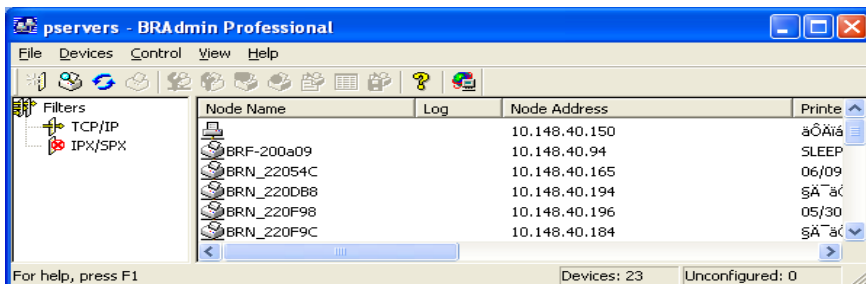 pservers - BRAdmin Professional
File Devices Control View Help
Filters
TCP/IP
IPX/SPX
Node Name Log Node Address Printe
10.148.40.150
BRF-200a09 10.148.40.94 SLEEP
BRN_22054C 10.148.40.165 06/09
BRN_220DB8 10.148.40.194
BRN_220F98 10.148.40.196 05/30
BRN_220F9C 10.148.40.184
For help, press F1 Devices: 23 Unconfigured: 0